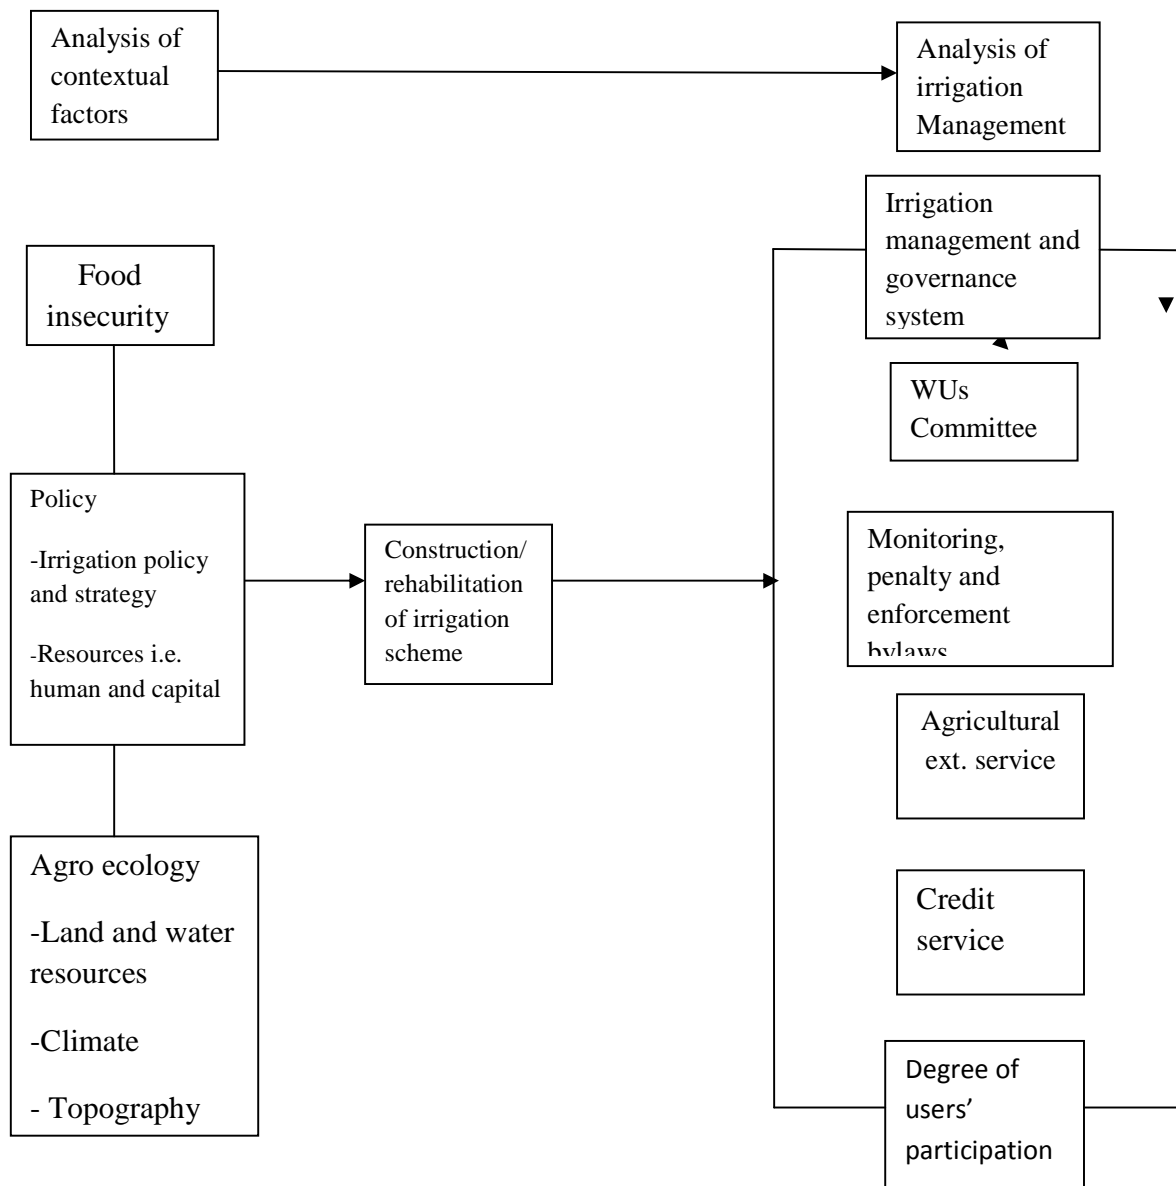 Analysis of
contextual
factors
Analysis of
irrigation
Management
Irrigation
management and
governance
system
Food
insecurity
WUs
Committee
Policy
-Irrigation policy
and strategy
-Resources i.e.
human and capital
Construction/
rehabilitation
of irrigation
scheme
Monitoring,
penalty and
enforcement
bylaws
Agricultural
ext. service
Agro ecology
-Land and water
resources
-Climate
- Topography
Credit
service
Degree of
users’
participation